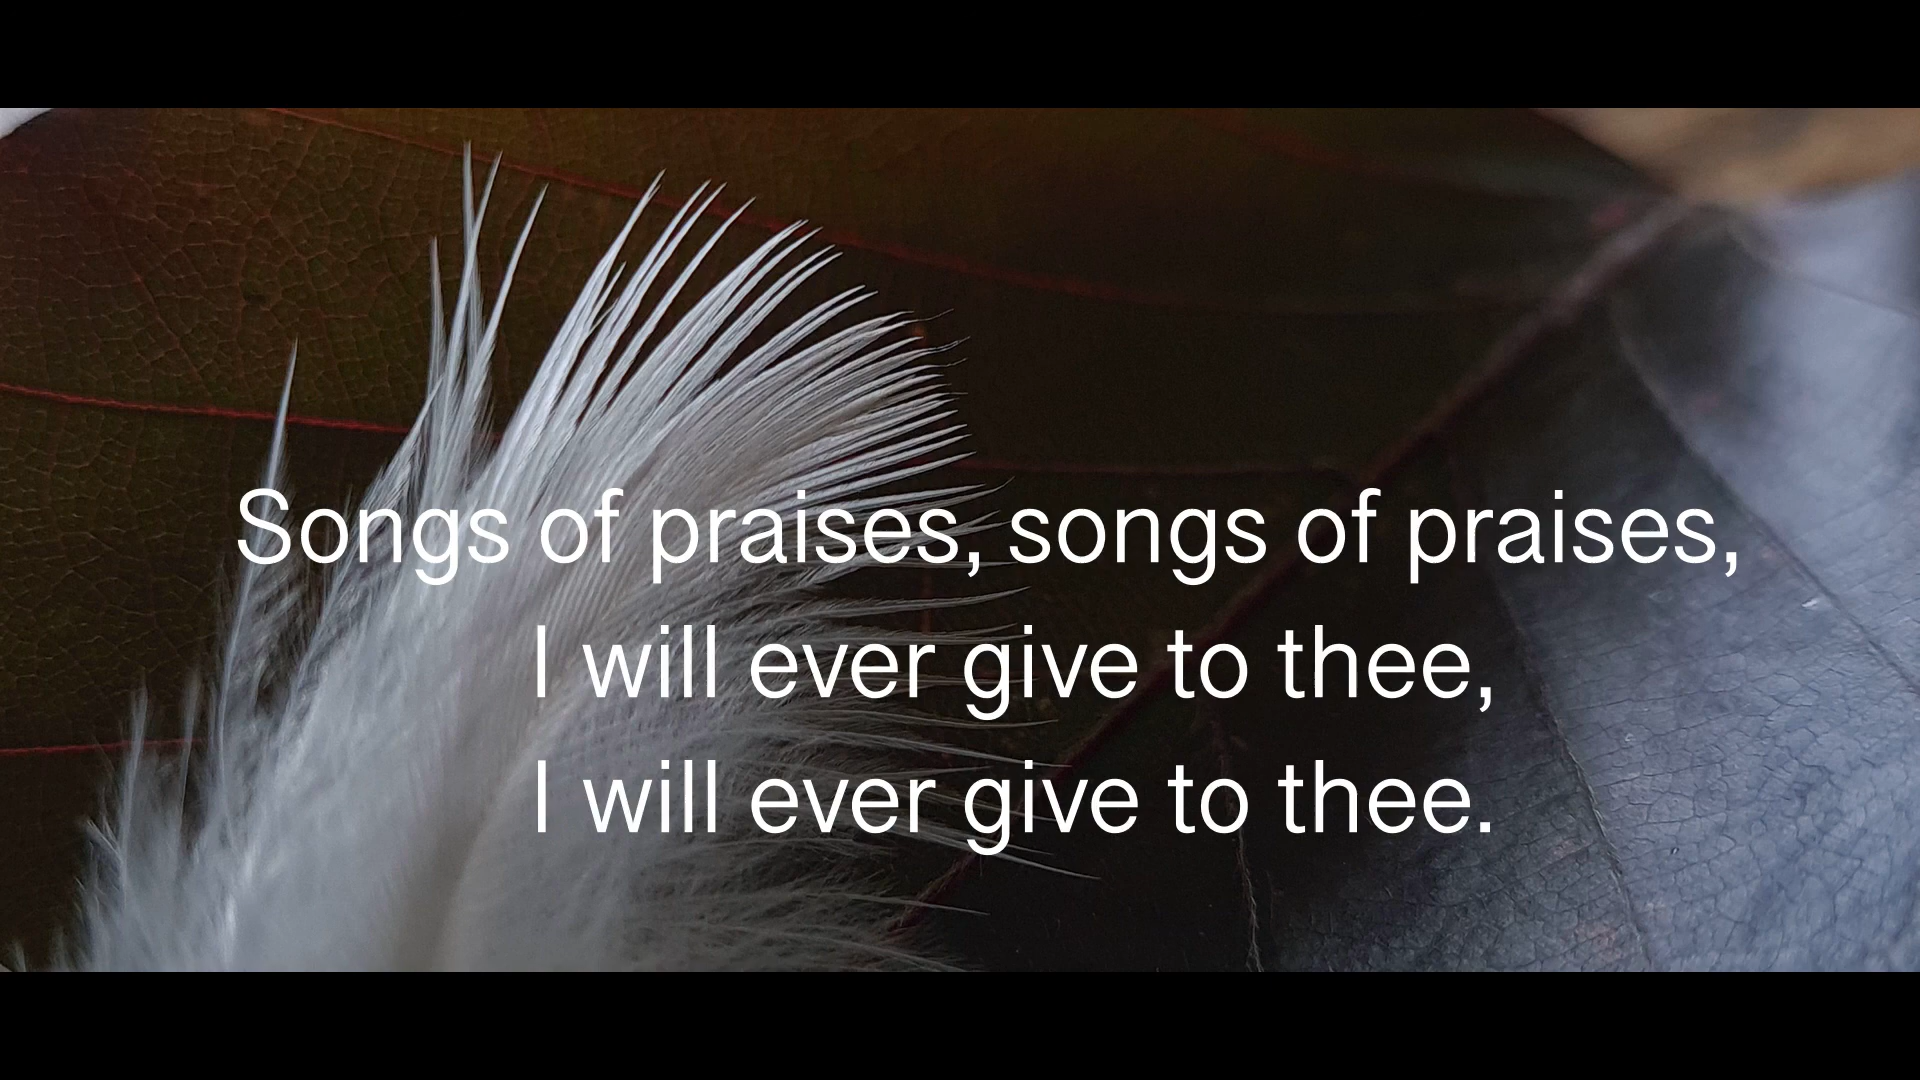 Songs of praises, songs of praises,
I will ever give to thee,
I will ever give to thee.